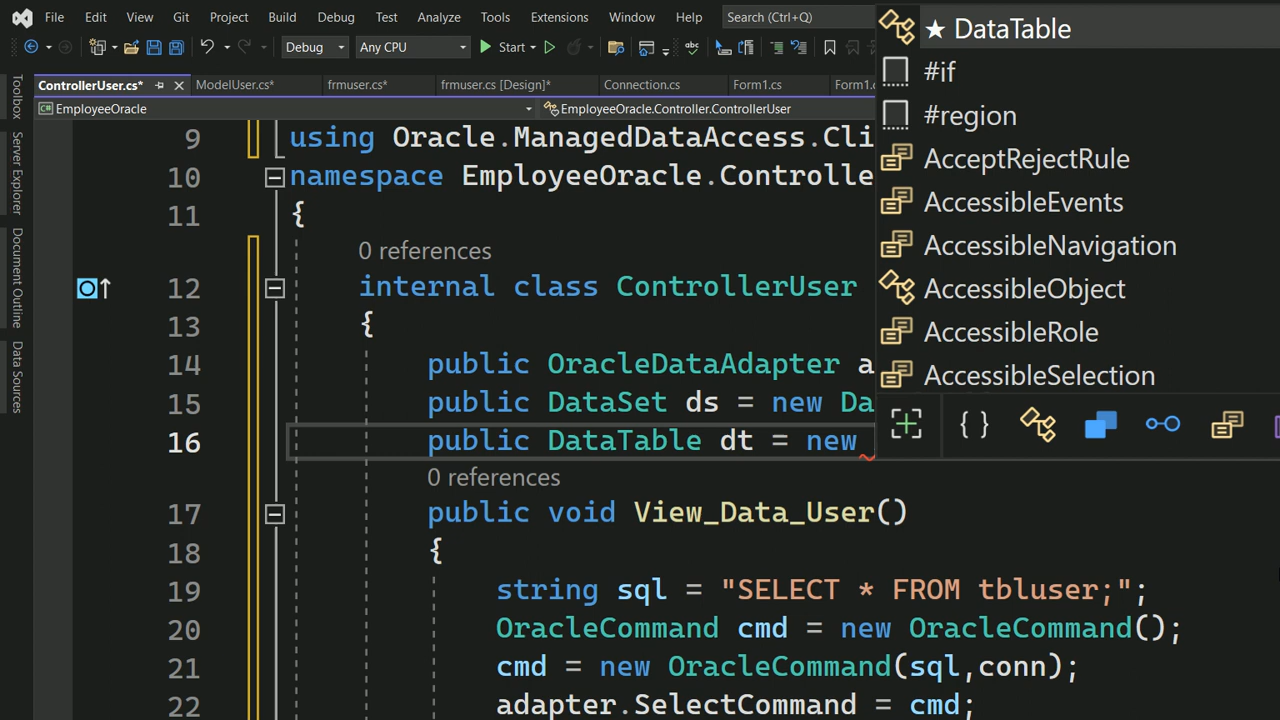 File Edit View Git Project Build Debug Test Analyze Tools Extensions Window Help Search (Ctrl+Q)
Debug Any CPU Start
ControllerUser.cs* ModelUser.cs* frmuser.cs* frmuser.cs [Design]* Connection.cs Form1.cs Form1.
EmployeeOracle EmployeeOracle.Controller.ControllerUser
Toolbox
Server Explorer
Document Outline
Data Sources
9 using Oracle.ManagedDataAccess.Cli
10 namespace EmployeeOracle.Controlle
11 {
0 references
12 internal class ControllerUser
13 {
14 public OracleDataAdapter a
15 public DataSet ds = new Da
16 public DataTable dt = new
0 references
17 public void View_Data_User()
18 {
19 string sql = "SELECT * FROM tbluser;";
20 OracleCommand cmd = new OracleCommand();
21 cmd = new OracleCommand(sql,conn);
22 adapter.SelectCommand = cmd;
★ DataTable
#if
#region
AcceptRejectRule
AccessibleEvents
AccessibleNavigation
AccessibleObject
AccessibleRole
AccessibleSelection
{ }